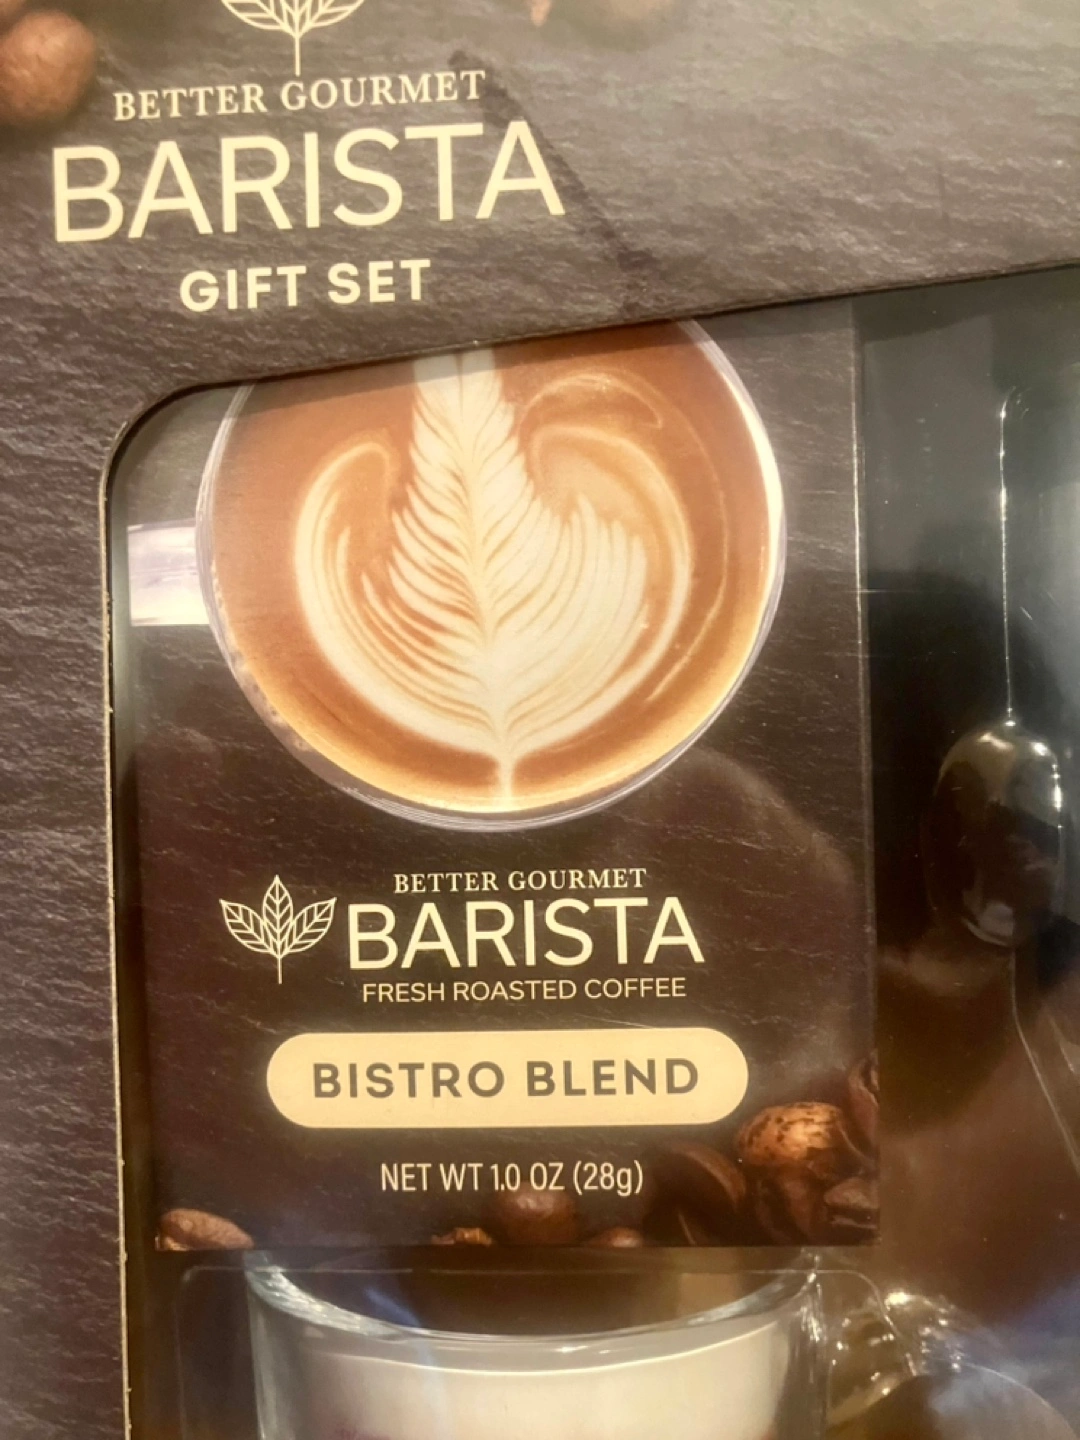 BETTER GOURMET
BARISTA
GIFT SET
BETTER GOURMET
BARISTA
FRESH ROASTED COFFEE
BISTRO BLEND
NET WT 1.0 OZ (28g)